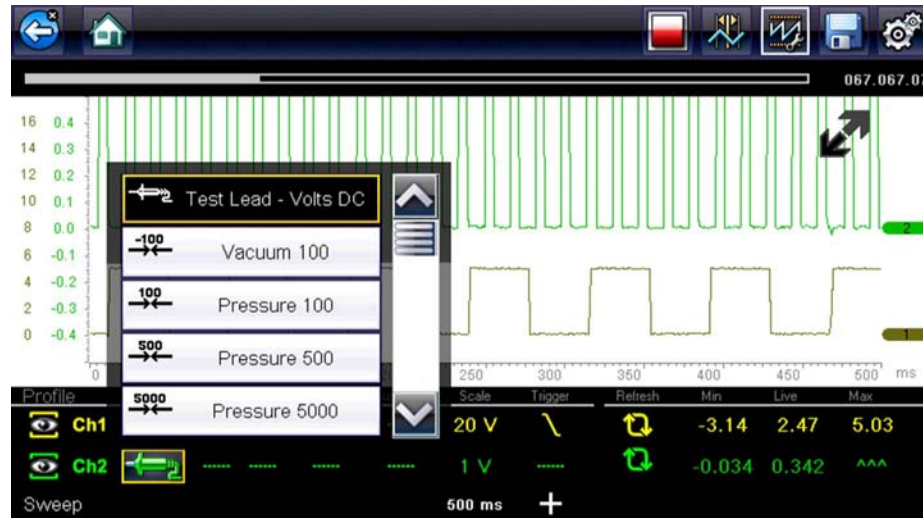 067.067.07
16 0.4
14 0.3
12 0.2
10 0.1
8 0.0
6 -0.1
4 -0.2
2 -0.3
0 -0.4
Test Lead - Volts DC
-100 Vacuum 100
100 Pressure 100
500 Pressure 500
5000 Pressure 5000
2
1
0 250 300 350 400 450 500 ms
Profile Scale Trigger Refresh Min Live Max
Ch1 20 V -3.14 2.47 5.03
Ch2 ------ ------ ------ ------ 1 V ------ -0.034 0.342 ^^^
Sweep 500 ms +